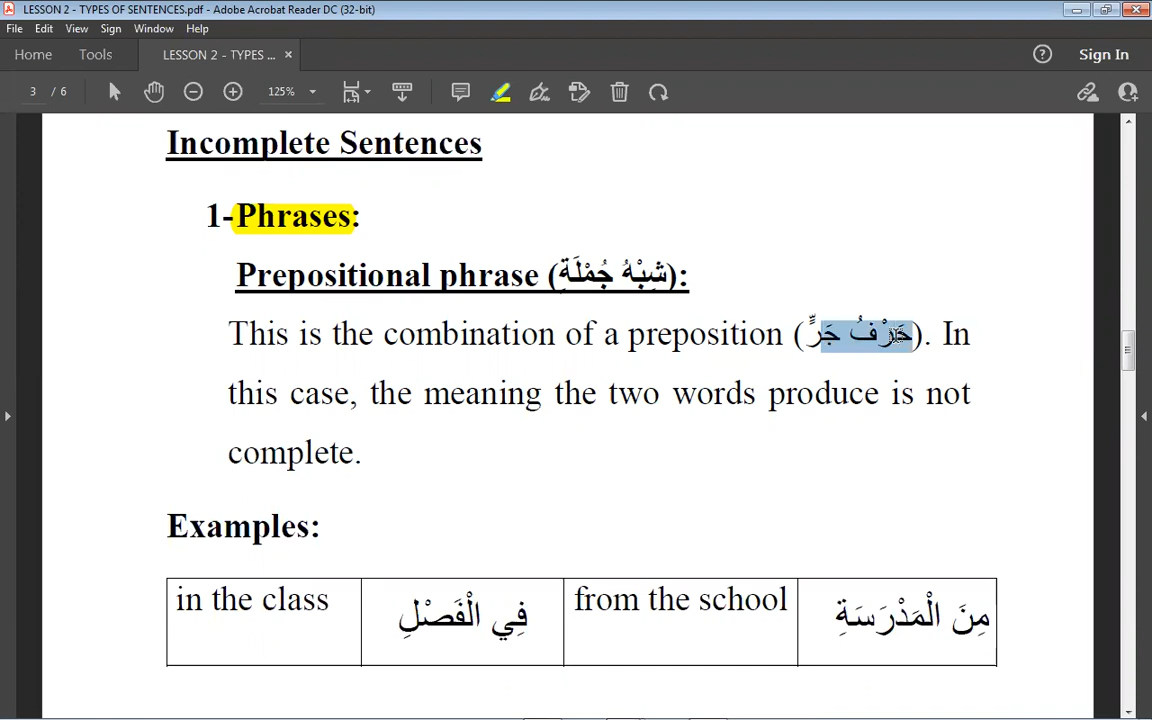 LESSON 2 - TYPES OF SENTENCES.pdf - Adobe Acrobat Reader DC (32-bit)
File Edit View Sign Window Help
Home Tools LESSON 2 - TYPES ... × Sign In
3 / 6 125%
Incomplete Sentences
1-Phrases:
Prepositional phrase (شِبْهُ جُمْلَةِ):
This is the combination of a preposition (حَرْفُ جَرٍّ). In
this case, the meaning the two words produce is not
complete.
Examples:
in the class فِي الْفَصْلِ from the school مِنَ الْمَدْرَسَةِ